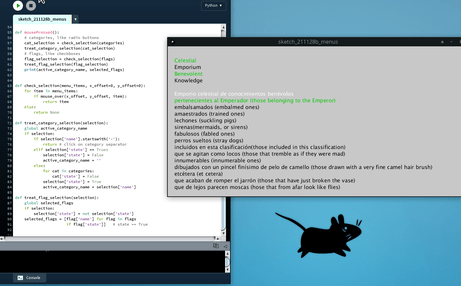 Python
sketch_211128b_menus
def mousePressed():
# categories, like radio buttons
cat_selection = check_selection(categories)
treat_category_selection(cat_selection)
# flags, like checkboxes
flag_selection = check_selection(flags)
treat_flag_selection(flag_selection)
print(active_category_name, selected_flags)
def check_selection(menu_items, x_offset=0, y_offset=0):
for item in menu_items:
if mouse_over(x_offset, y_offset, item):
return item
else:
return None
def treat_category_selection(selection):
global active_category_name
if selection:
if selection['name'].startswith('--'):
return # click on category separator
elif selection['state'] == True:
selection['state'] = False
active_category_name = ''
else:
for cat in categories:
cat['state'] = False
selection['state'] = True
active_category_name = selection['name']
def treat_flag_selection(selection):
global selected_flags
if selection:
selection['state'] = not selection['state']
selected_flags = [flag['name'] for flag in flags
if flag['state']] # state == True
Console
sketch_211128b_menus
Celestial
Emporium
Benevolent
Knowledge
Emporio celestial de conocimientos benévolos
pertenecientes al Emperador (those belonging to the Emperor)
embalsamados (embalmed ones)
amaestrados (trained ones)
lechones (suckling pigs)
sirenas(mermaids, or sirens)
fabulosos (fabled ones)
perros sueltos (stray dogs)
incluidos en esta clasificación(those included in this classification)
que se agitan como locos (those that tremble as if they were mad)
innumerables (innumerable ones)
dibujados con un pincel finísimo de pelo de camello (those drawn with a very fine camel hair brush)
etcétera (et cetera)
que acaban de romper el jarrón (those that have just broken the vase)
que de lejos parecen moscas (those that from afar look like flies)